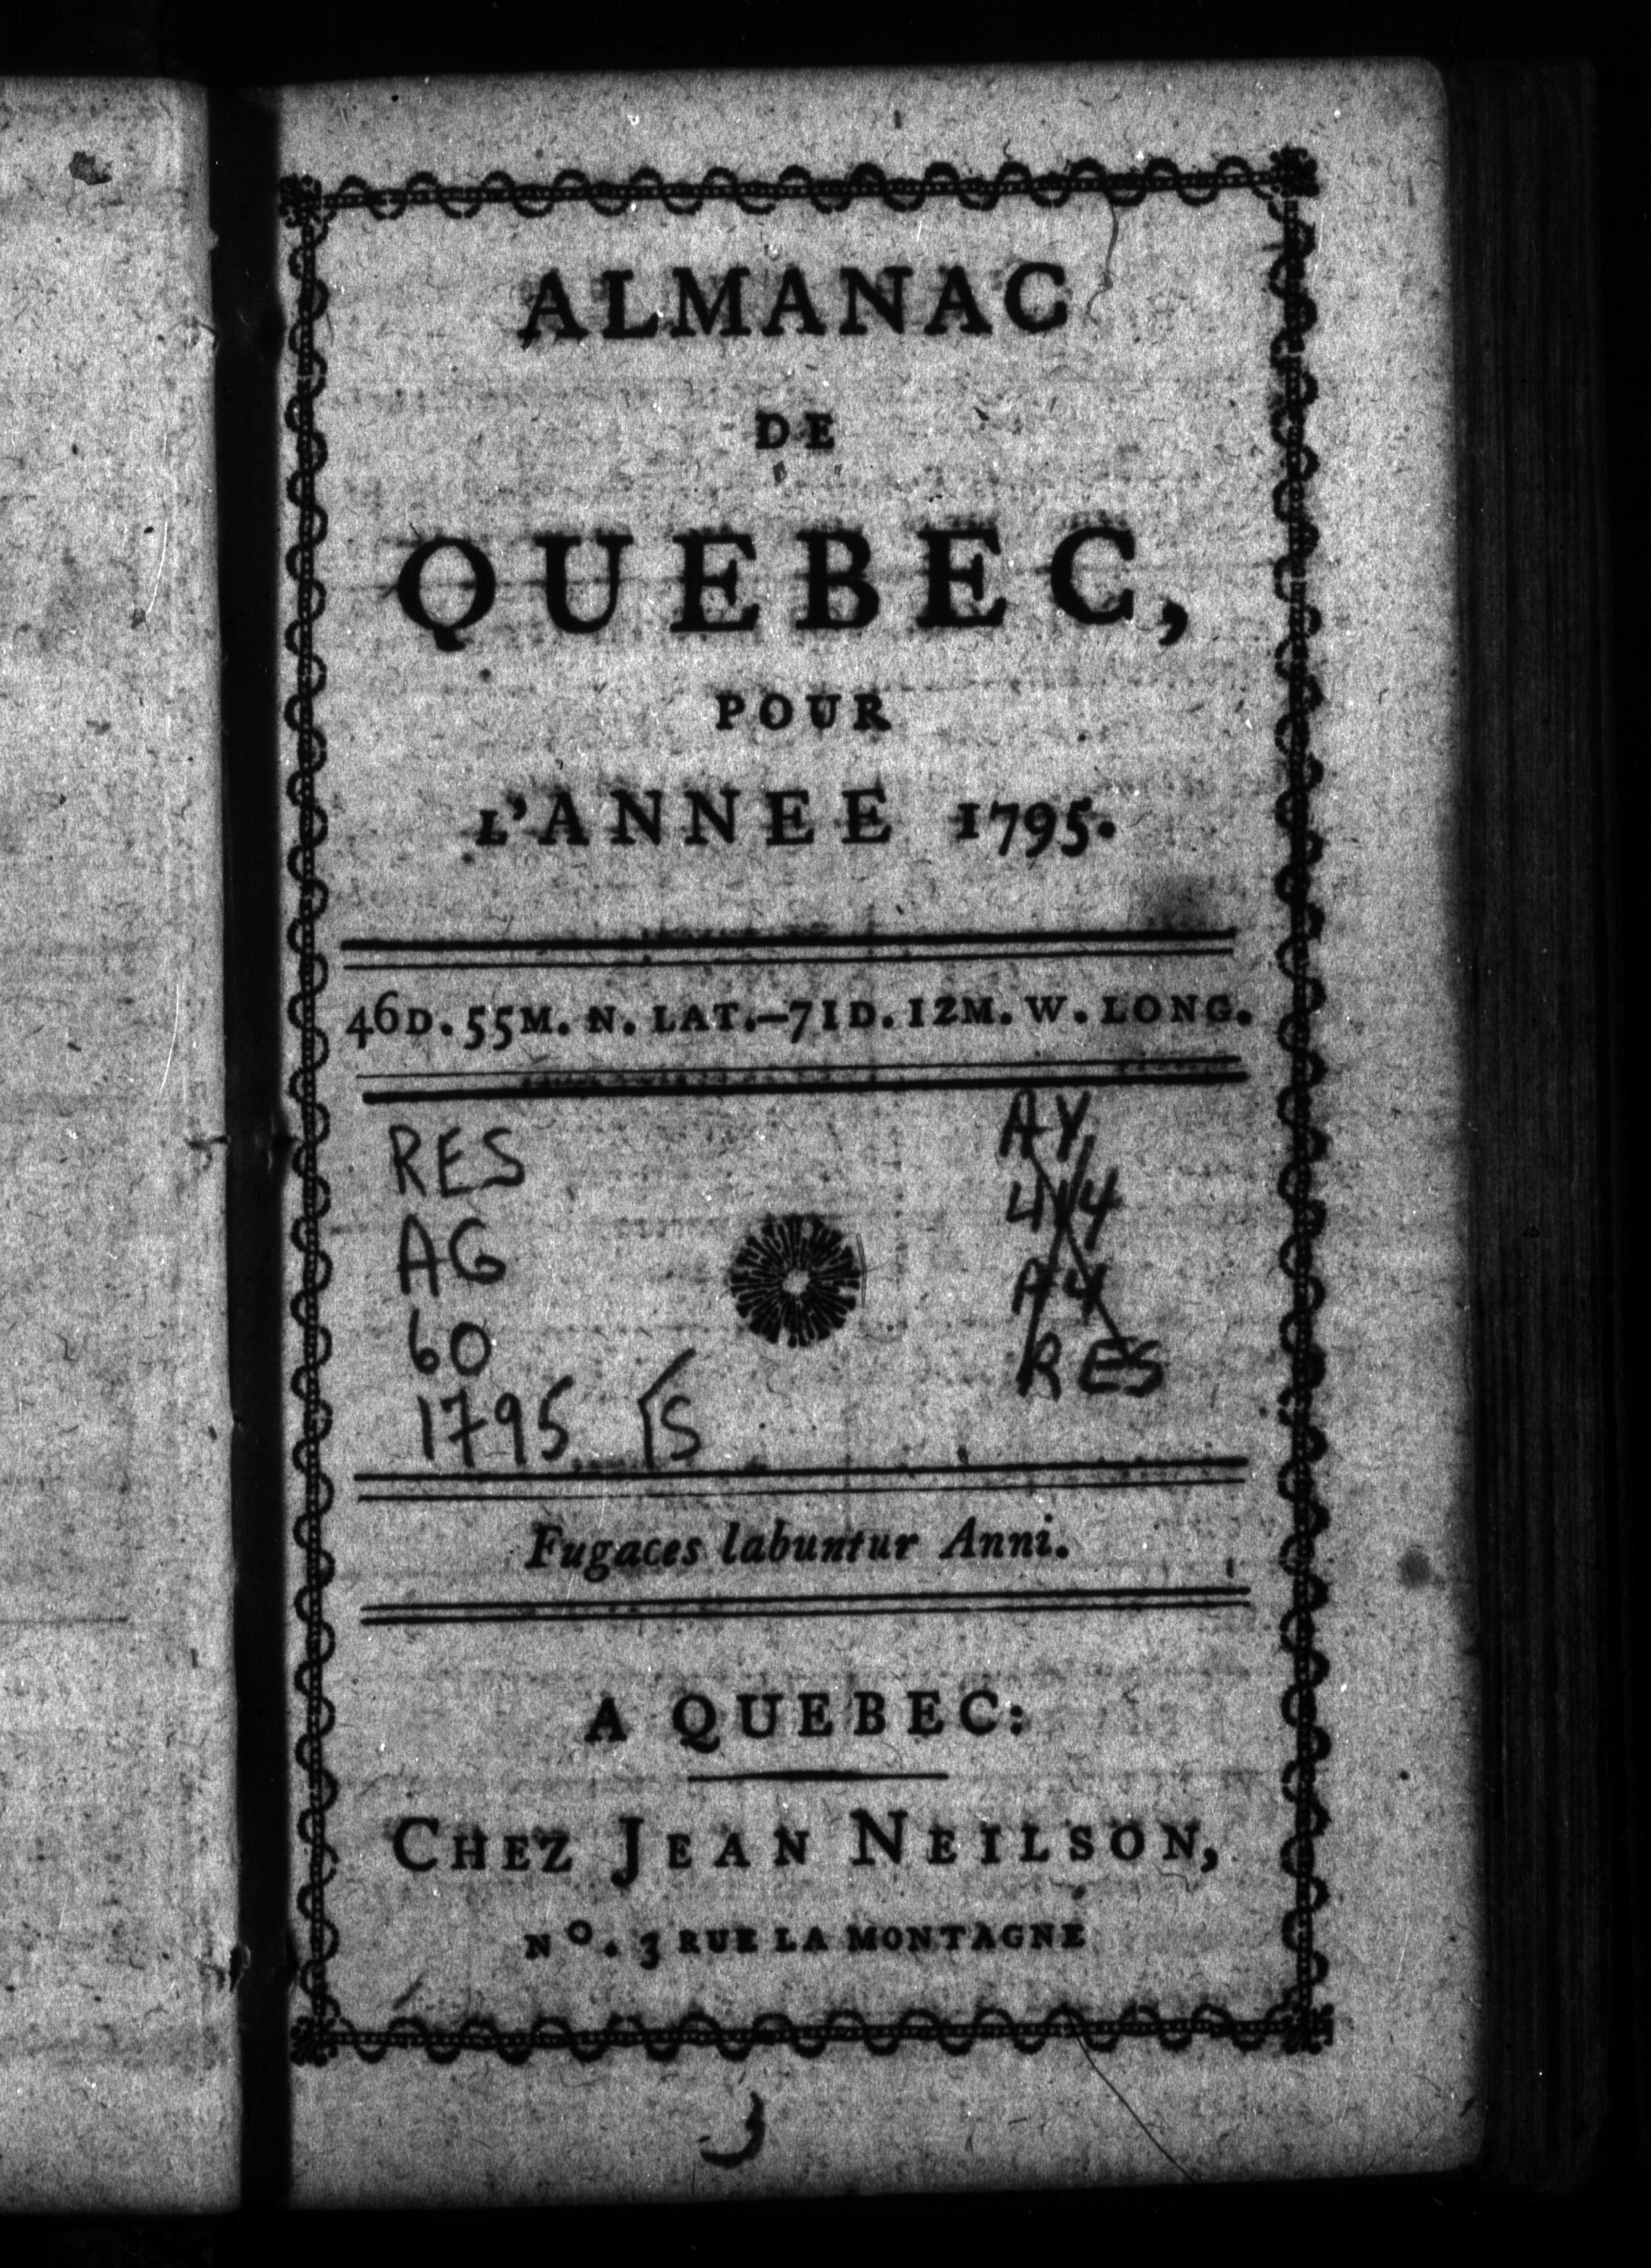 ALMANAC
DE
QUEBEC,
POUR
L'ANNEE 1795.
46D. 55M. N. LAT.—71D. 12M. W. LONG.
RES
AG
60
1795
AY
414
A4
RES
Fugaces labuntur Anni.
A QUEBEC:
CHEZ JEAN NEILSON,
Nº. 3 RUE LA MONTAGNE